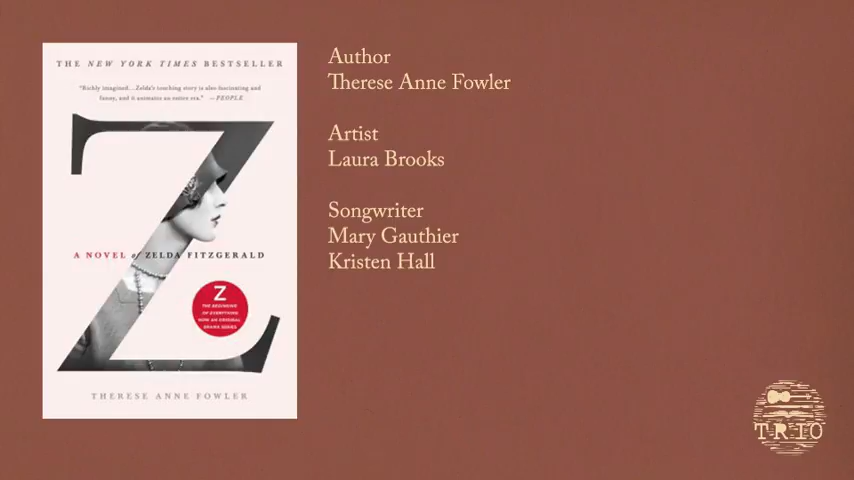 THE NEW YORK TIMES BESTSELLER
"Richly imagined...Zelda's touching story is also fascinating and
funny, and it animates an entire era." —PEOPLE
Z
A NOVEL of ZELDA FITZGERALD
Z
THE BEGINNING
OF EVERYTHING
NOW AN ORIGINAL
DRAMA SERIES
THERESE ANNE FOWLER
Author
Therese Anne Fowler
Artist
Laura Brooks
Songwriter
Mary Gauthier
Kristen Hall
TRIO